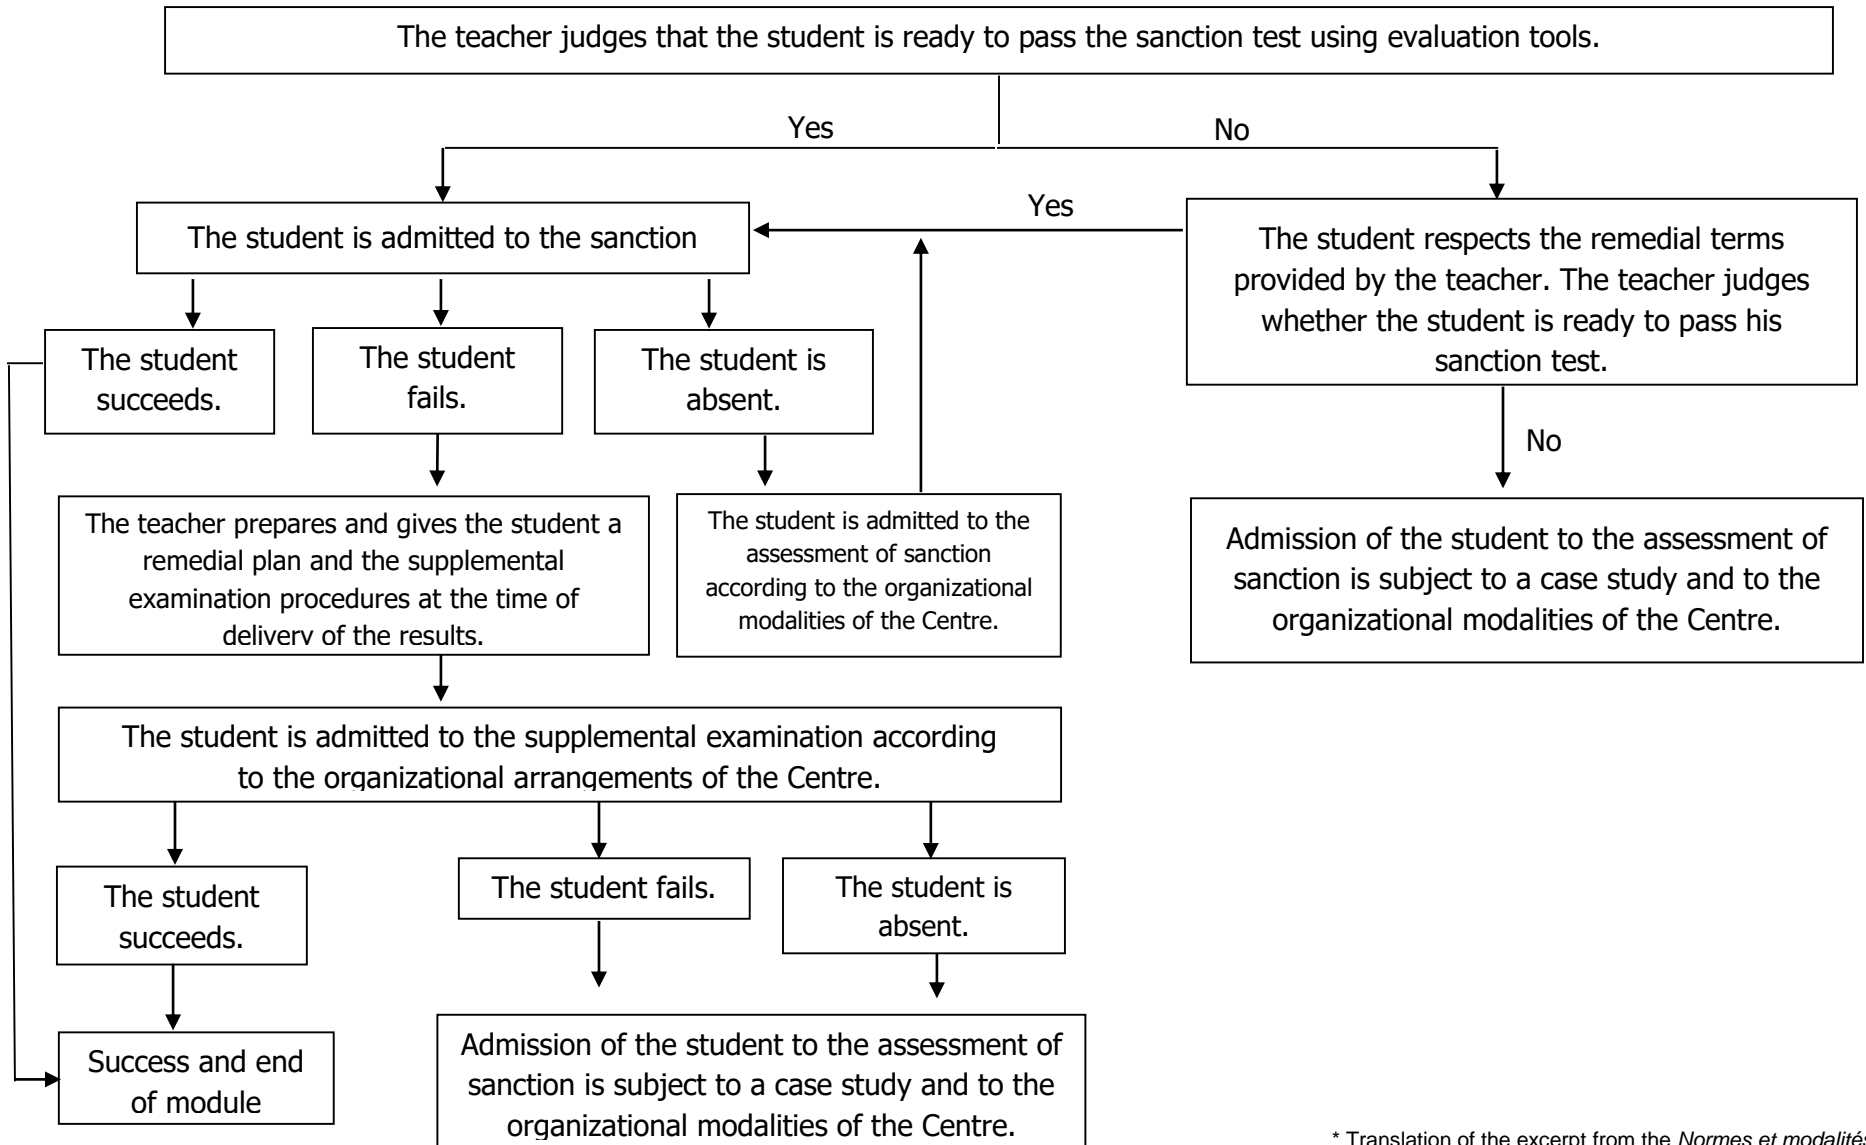 The teacher judges that the student is ready to pass the sanction test using evaluation tools.
Yes
No
The student is admitted to the sanction
Yes
The student respects the remedial terms
provided by the teacher. The teacher judges
whether the student is ready to pass his
sanction test.
The student
succeeds.
The student
fails.
The student is
absent.
No
The teacher prepares and gives the student a
remedial plan and the supplemental
examination procedures at the time of
delivery of the results.
The student is admitted to the
assessment of sanction
according to the organizational
modalities of the Centre.
Admission of the student to the assessment of
sanction is subject to a case study and to the
organizational modalities of the Centre.
The student is admitted to the supplemental examination according
to the organizational arrangements of the Centre.
The student
succeeds.
The student fails.
The student is
absent.
Success and end
of module
Admission of the student to the assessment of
sanction is subject to a case study and to the
organizational modalities of the Centre.
* Translation of the excerpt from the Normes et modalités